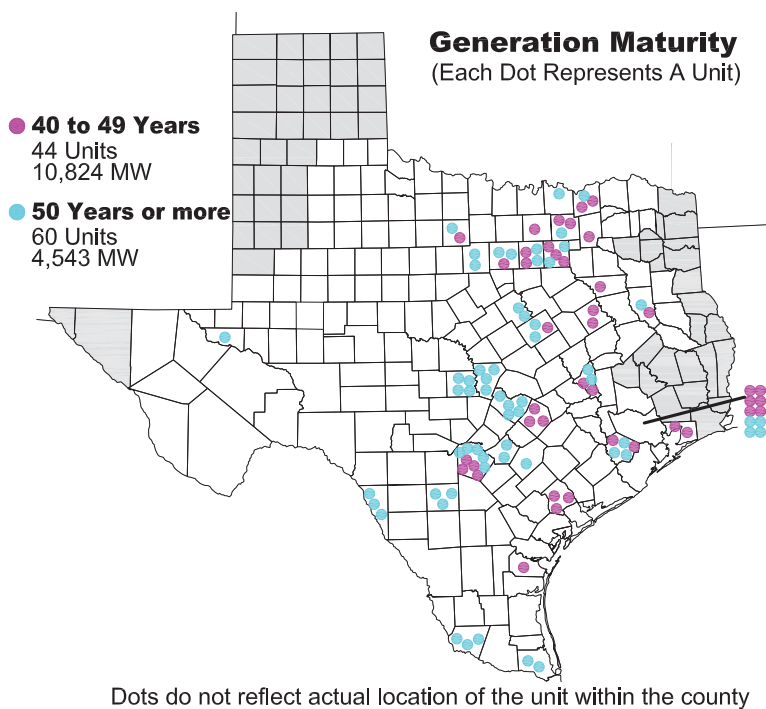 Generation Maturity
(Each Dot Represents A Unit)
40 to 49 Years
44 Units
10,824 MW
50 Years or more
60 Units
4,543 MW
Dots do not reflect actual location of the unit within the county